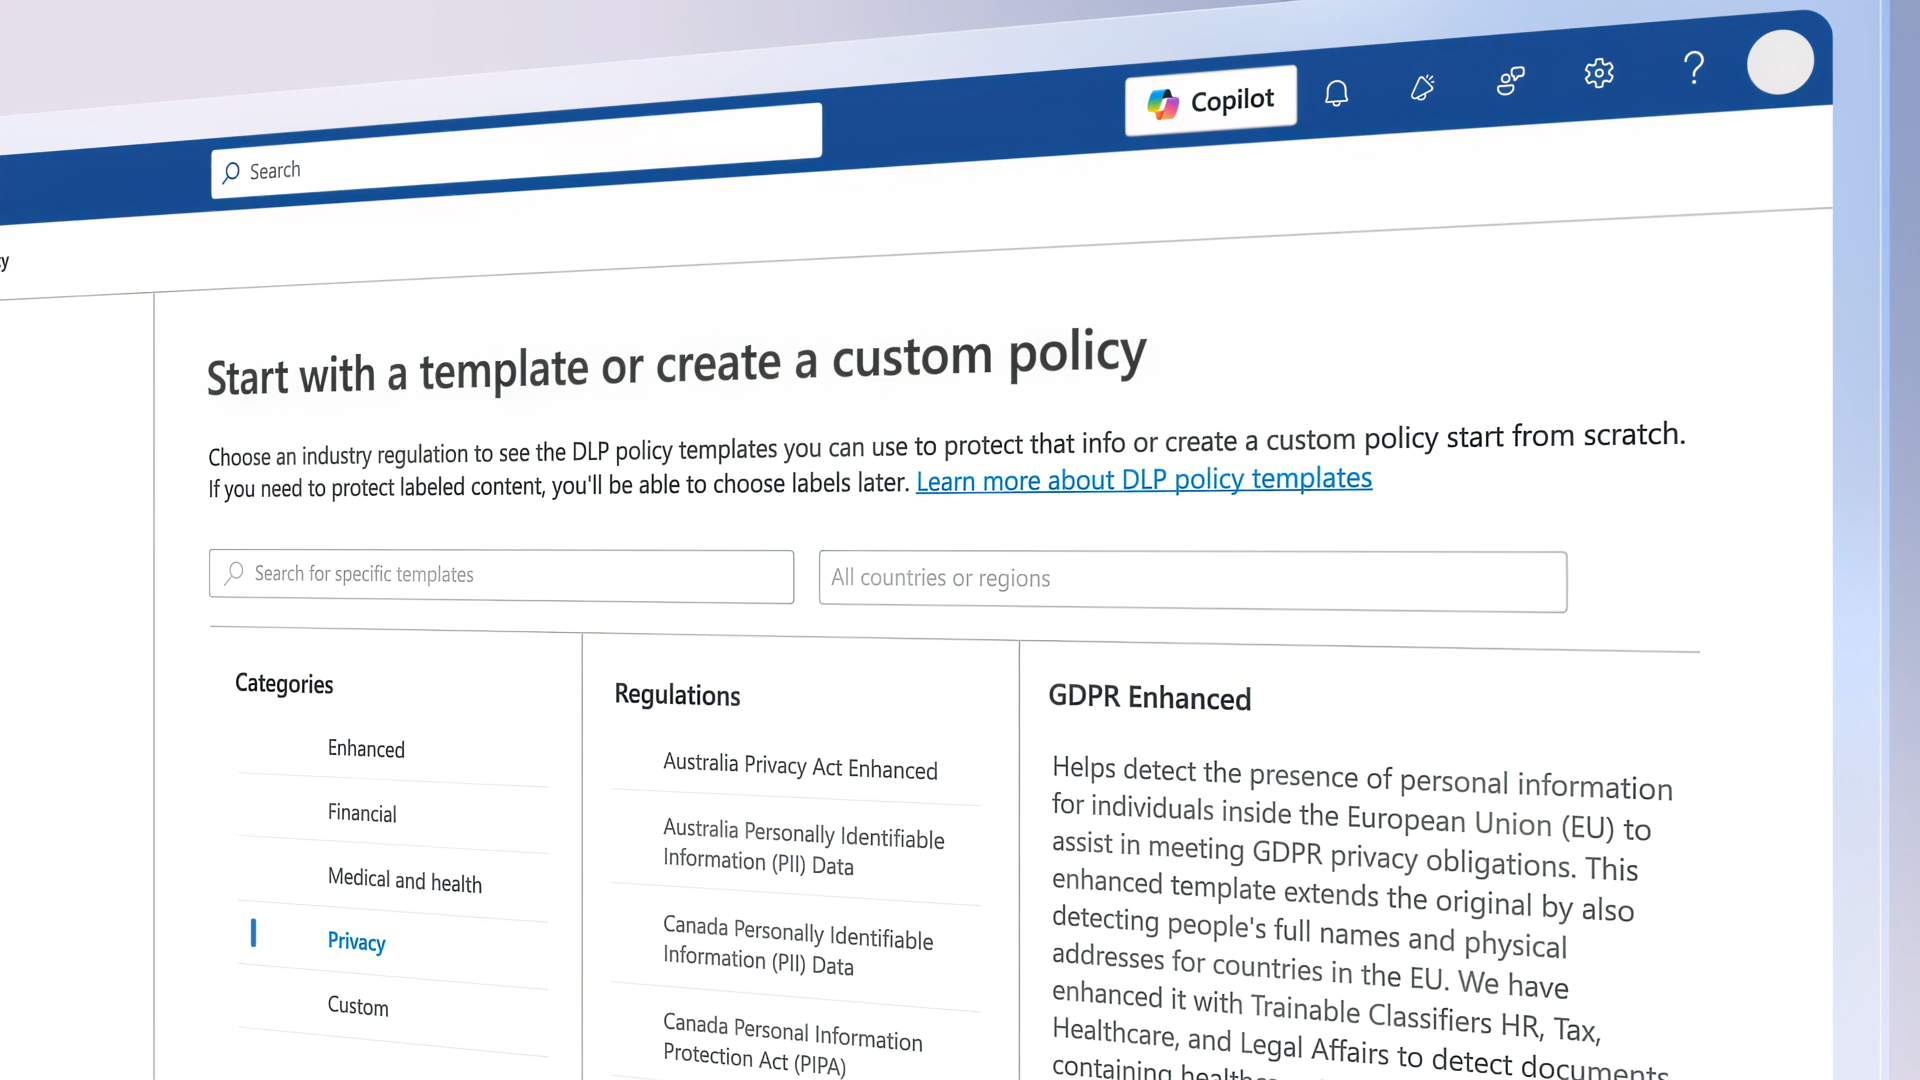 Search
Copilot
Start with a template or create a custom policy
Choose an industry regulation to see the DLP policy templates you can use to protect that info or create a custom policy start from scratch.
If you need to protect labeled content, you'll be able to choose labels later. Learn more about DLP policy templates
Search for specific templates
All countries or regions
Categories
Enhanced
Financial
Medical and health
Privacy
Custom
Regulations
Australia Privacy Act Enhanced
Australia Personally Identifiable
Information (PII) Data
Canada Personally Identifiable
Information (PII) Data
Canada Personal Information
Protection Act (PIPA)
GDPR Enhanced
Helps detect the presence of personal information
for individuals inside the European Union (EU) to
assist in meeting GDPR privacy obligations. This
enhanced template extends the original by also
detecting people's full names and physical
addresses for countries in the EU. We have
enhanced it with Trainable Classifiers HR, Tax,
Healthcare, and Legal Affairs to detect documents
containing